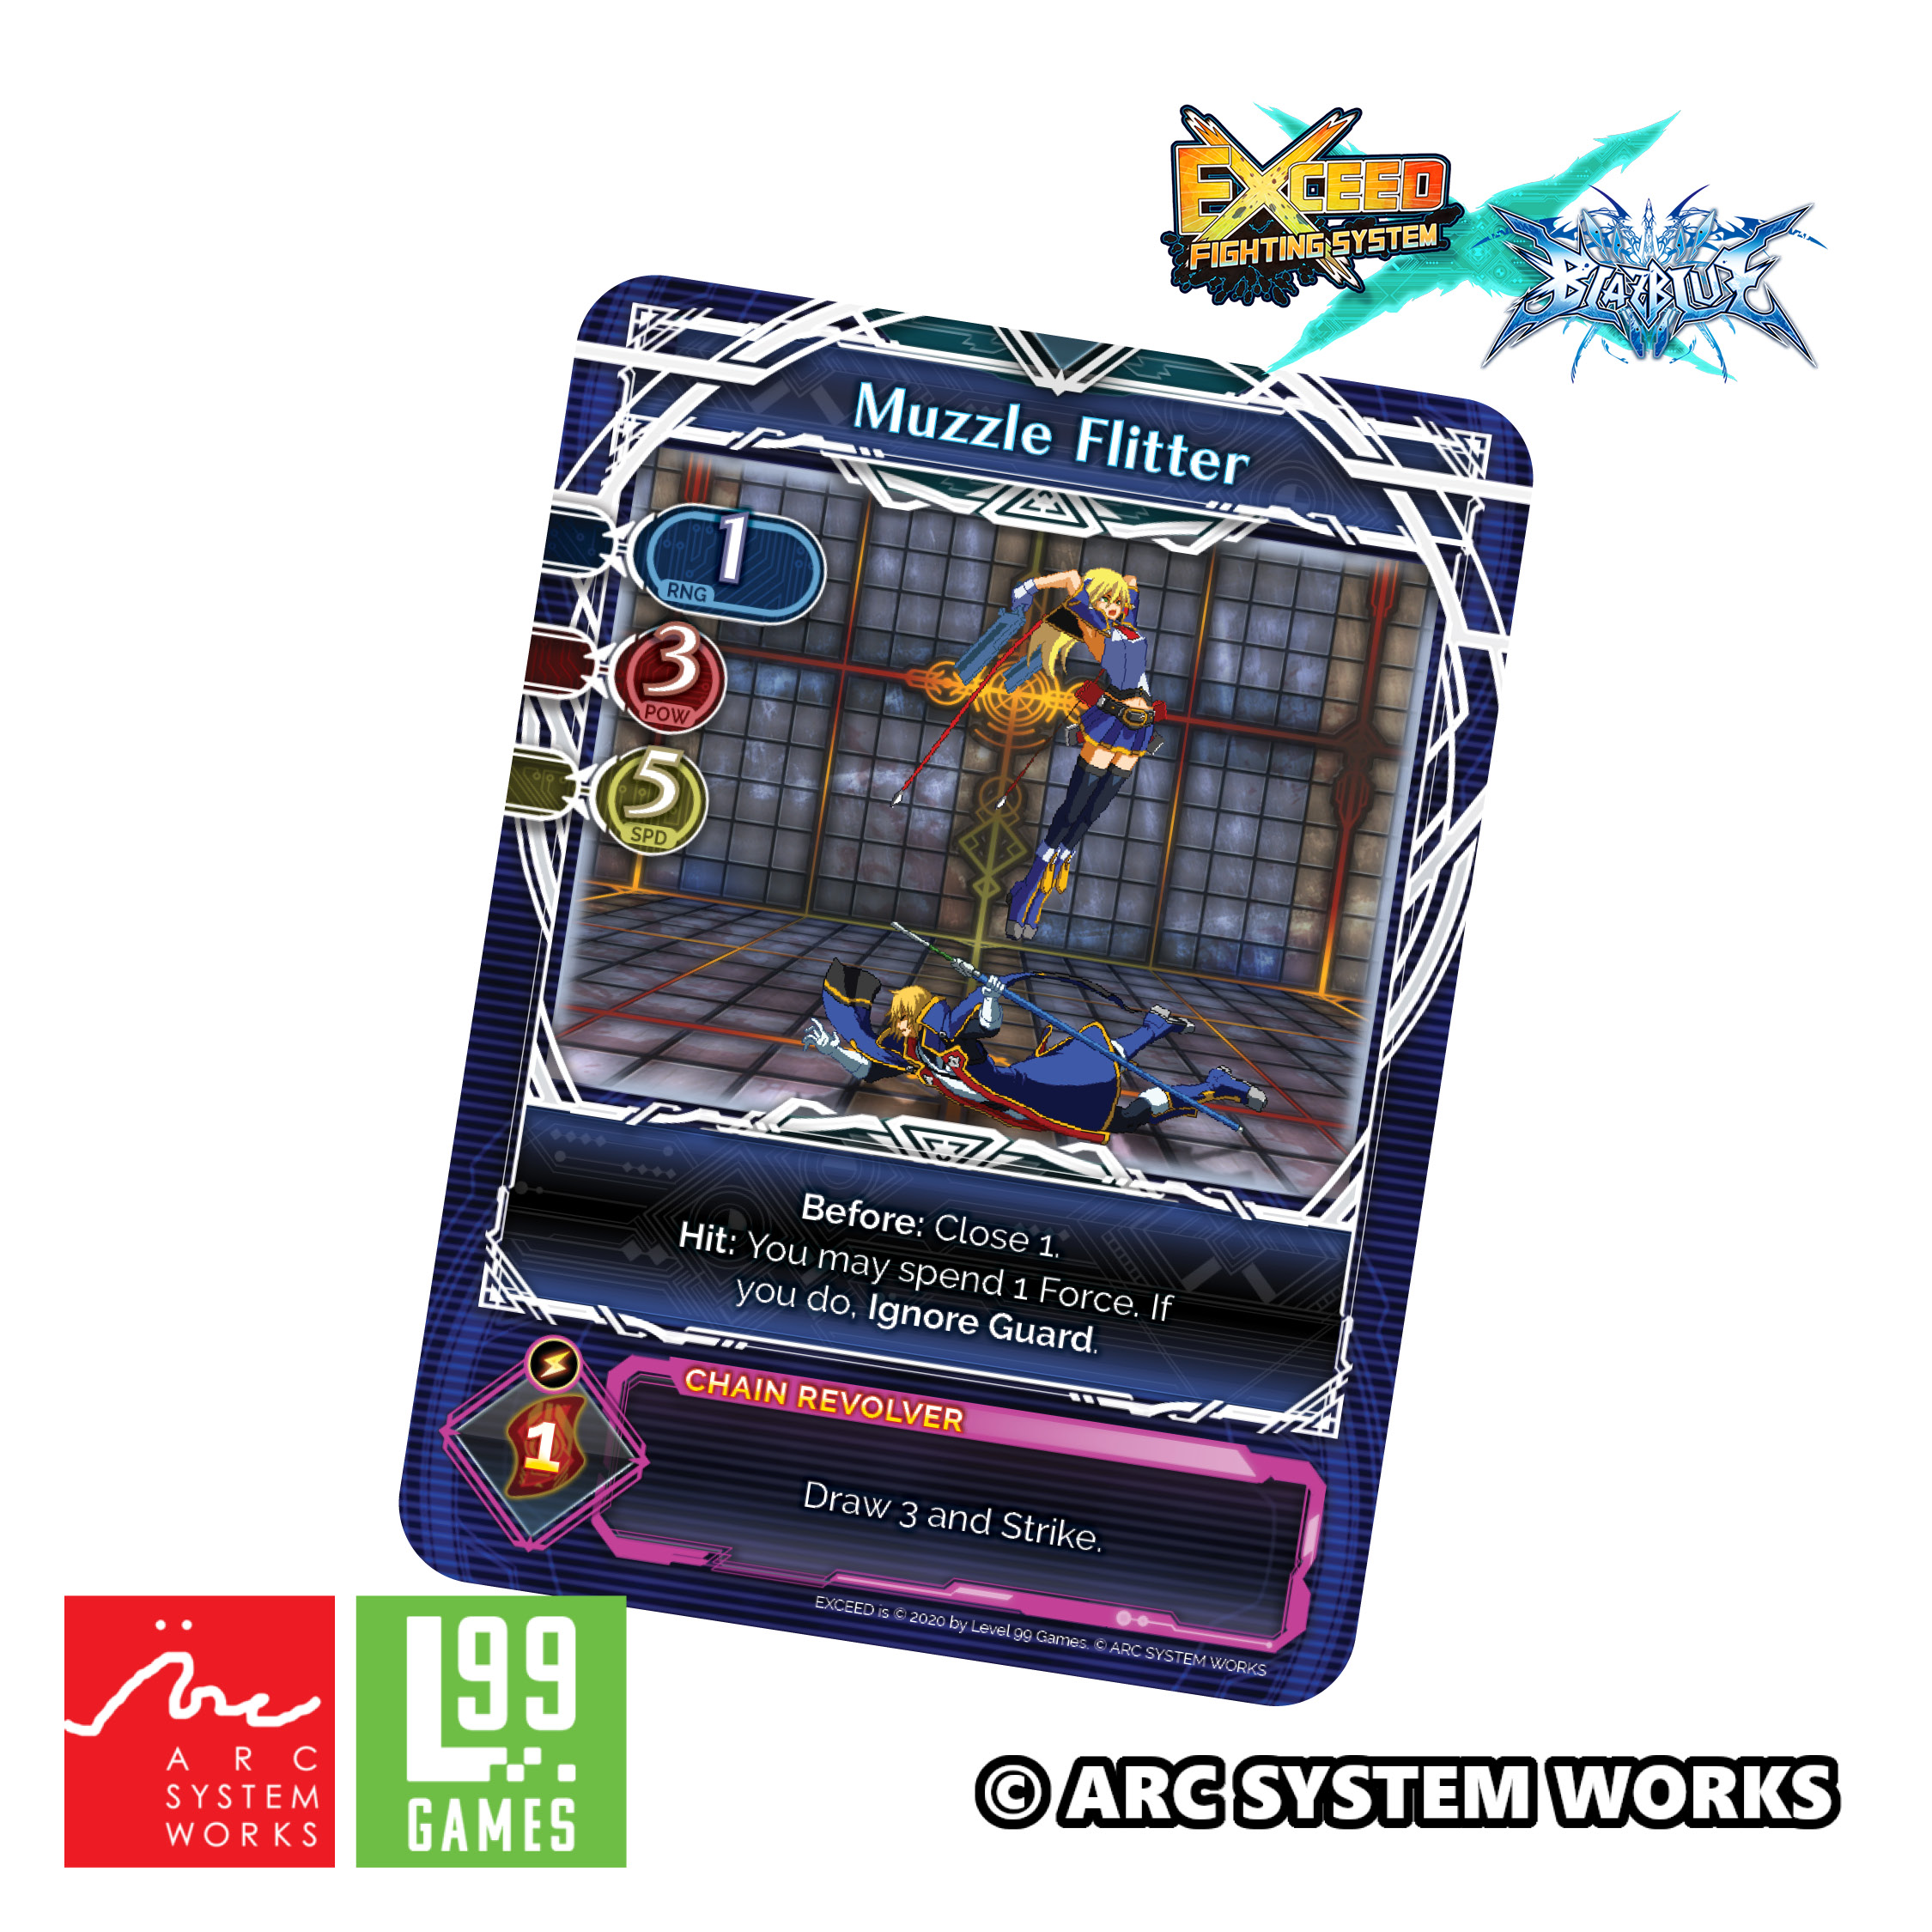 EXCEED
FIGHTING SYSTEM
BLAZBLUE
Muzzle Flitter
1
RNG
3
POW
5
SPD
Before: Close 1.
Hit: You may spend 1 Force. If
you do, Ignore Guard.
CHAIN REVOLVER
1
Draw 3 and Strike.
EXCEED is © 2020 by Level 99 Games. © ARC SYSTEM WORKS
Arc
ARC
SYSTEM
WORKS
L99
GAMES
© ARC SYSTEM WORKS